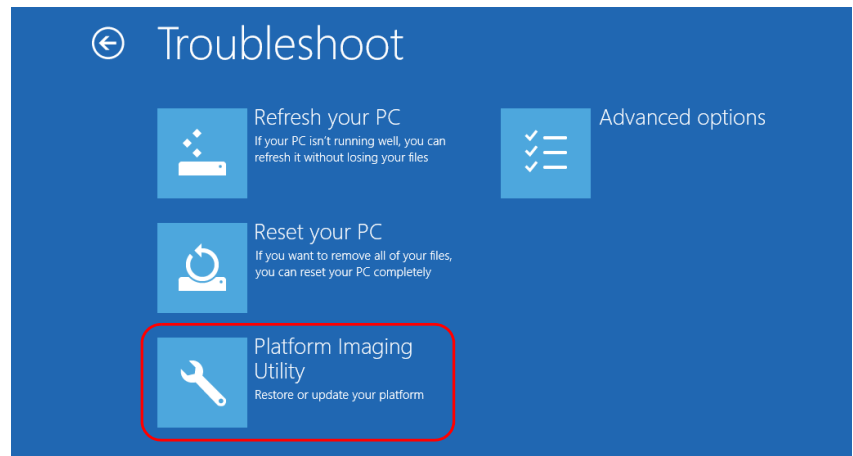 Troubleshoot
Refresh your PC
If your PC isn't running well, you can
refresh it without losing your files
Reset your PC
If you want to remove all of your files,
you can reset your PC completely
Platform Imaging
Utility
Restore or update your platform
Advanced options